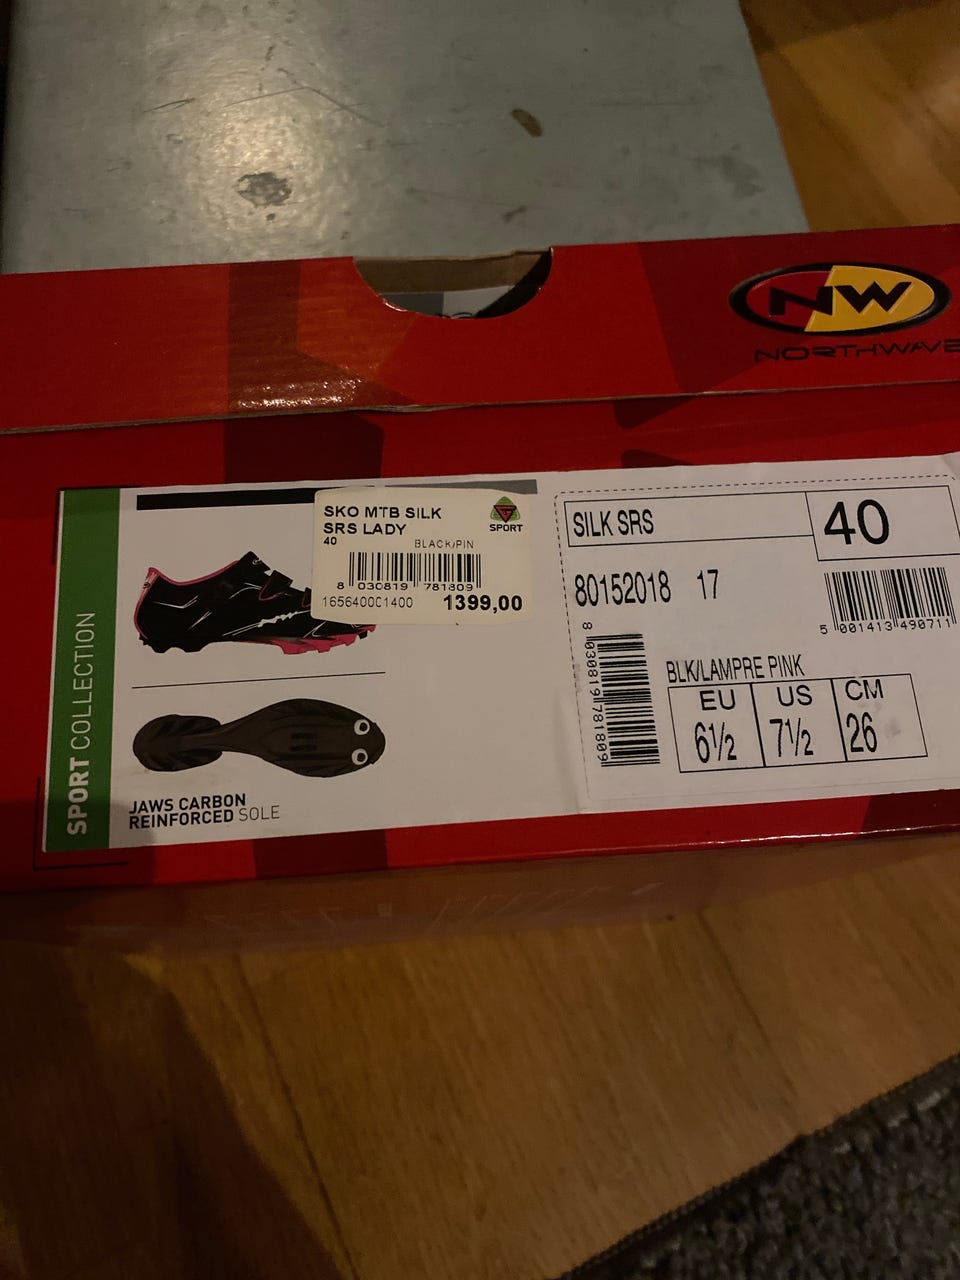 NW
NORTHWAVE
SPORT COLLECTION
SKO MTB SILK
SRS LADY
40 BLACK/PIN
SPORT
8 030819 781809
165640001400 1399,00
JAWS CARBON
REINFORCED SOLE
SILK SRS
40
80152018 17
5 001413 490711
8 030819 781809
BLK/LAMPRE PINK
EU US CM
6½ 7½ 26